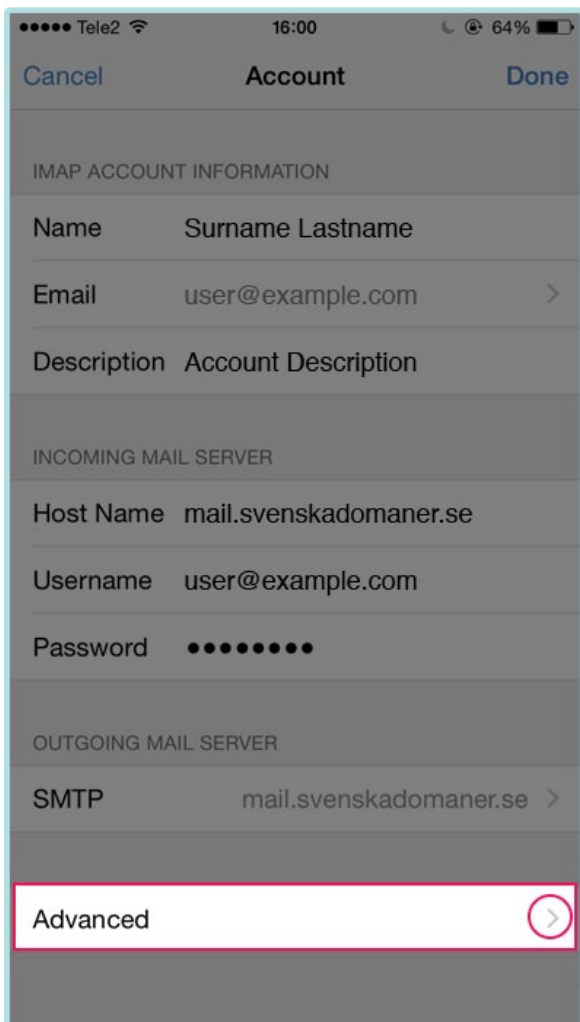 Tele2 16:00 64%
Cancel Account Done
IMAP ACCOUNT INFORMATION
Name Surname Lastname
Email user@example.com
Description Account Description
INCOMING MAIL SERVER
Host Name mail.svenskadomaner.se
Username user@example.com
Password ••••••••
OUTGOING MAIL SERVER
SMTP mail.svenskadomaner.se
Advanced